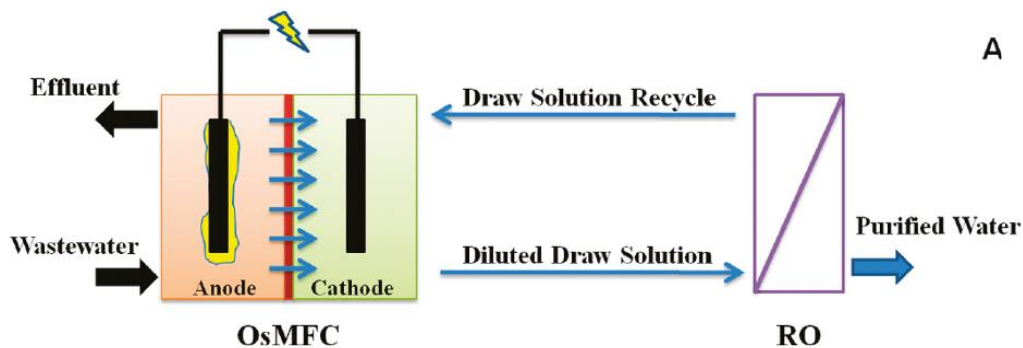 A
Effluent
Draw Solution Recycle
Wastewater
Purified Water
Diluted Draw Solution
Anode
Cathode
OsMFC
RO